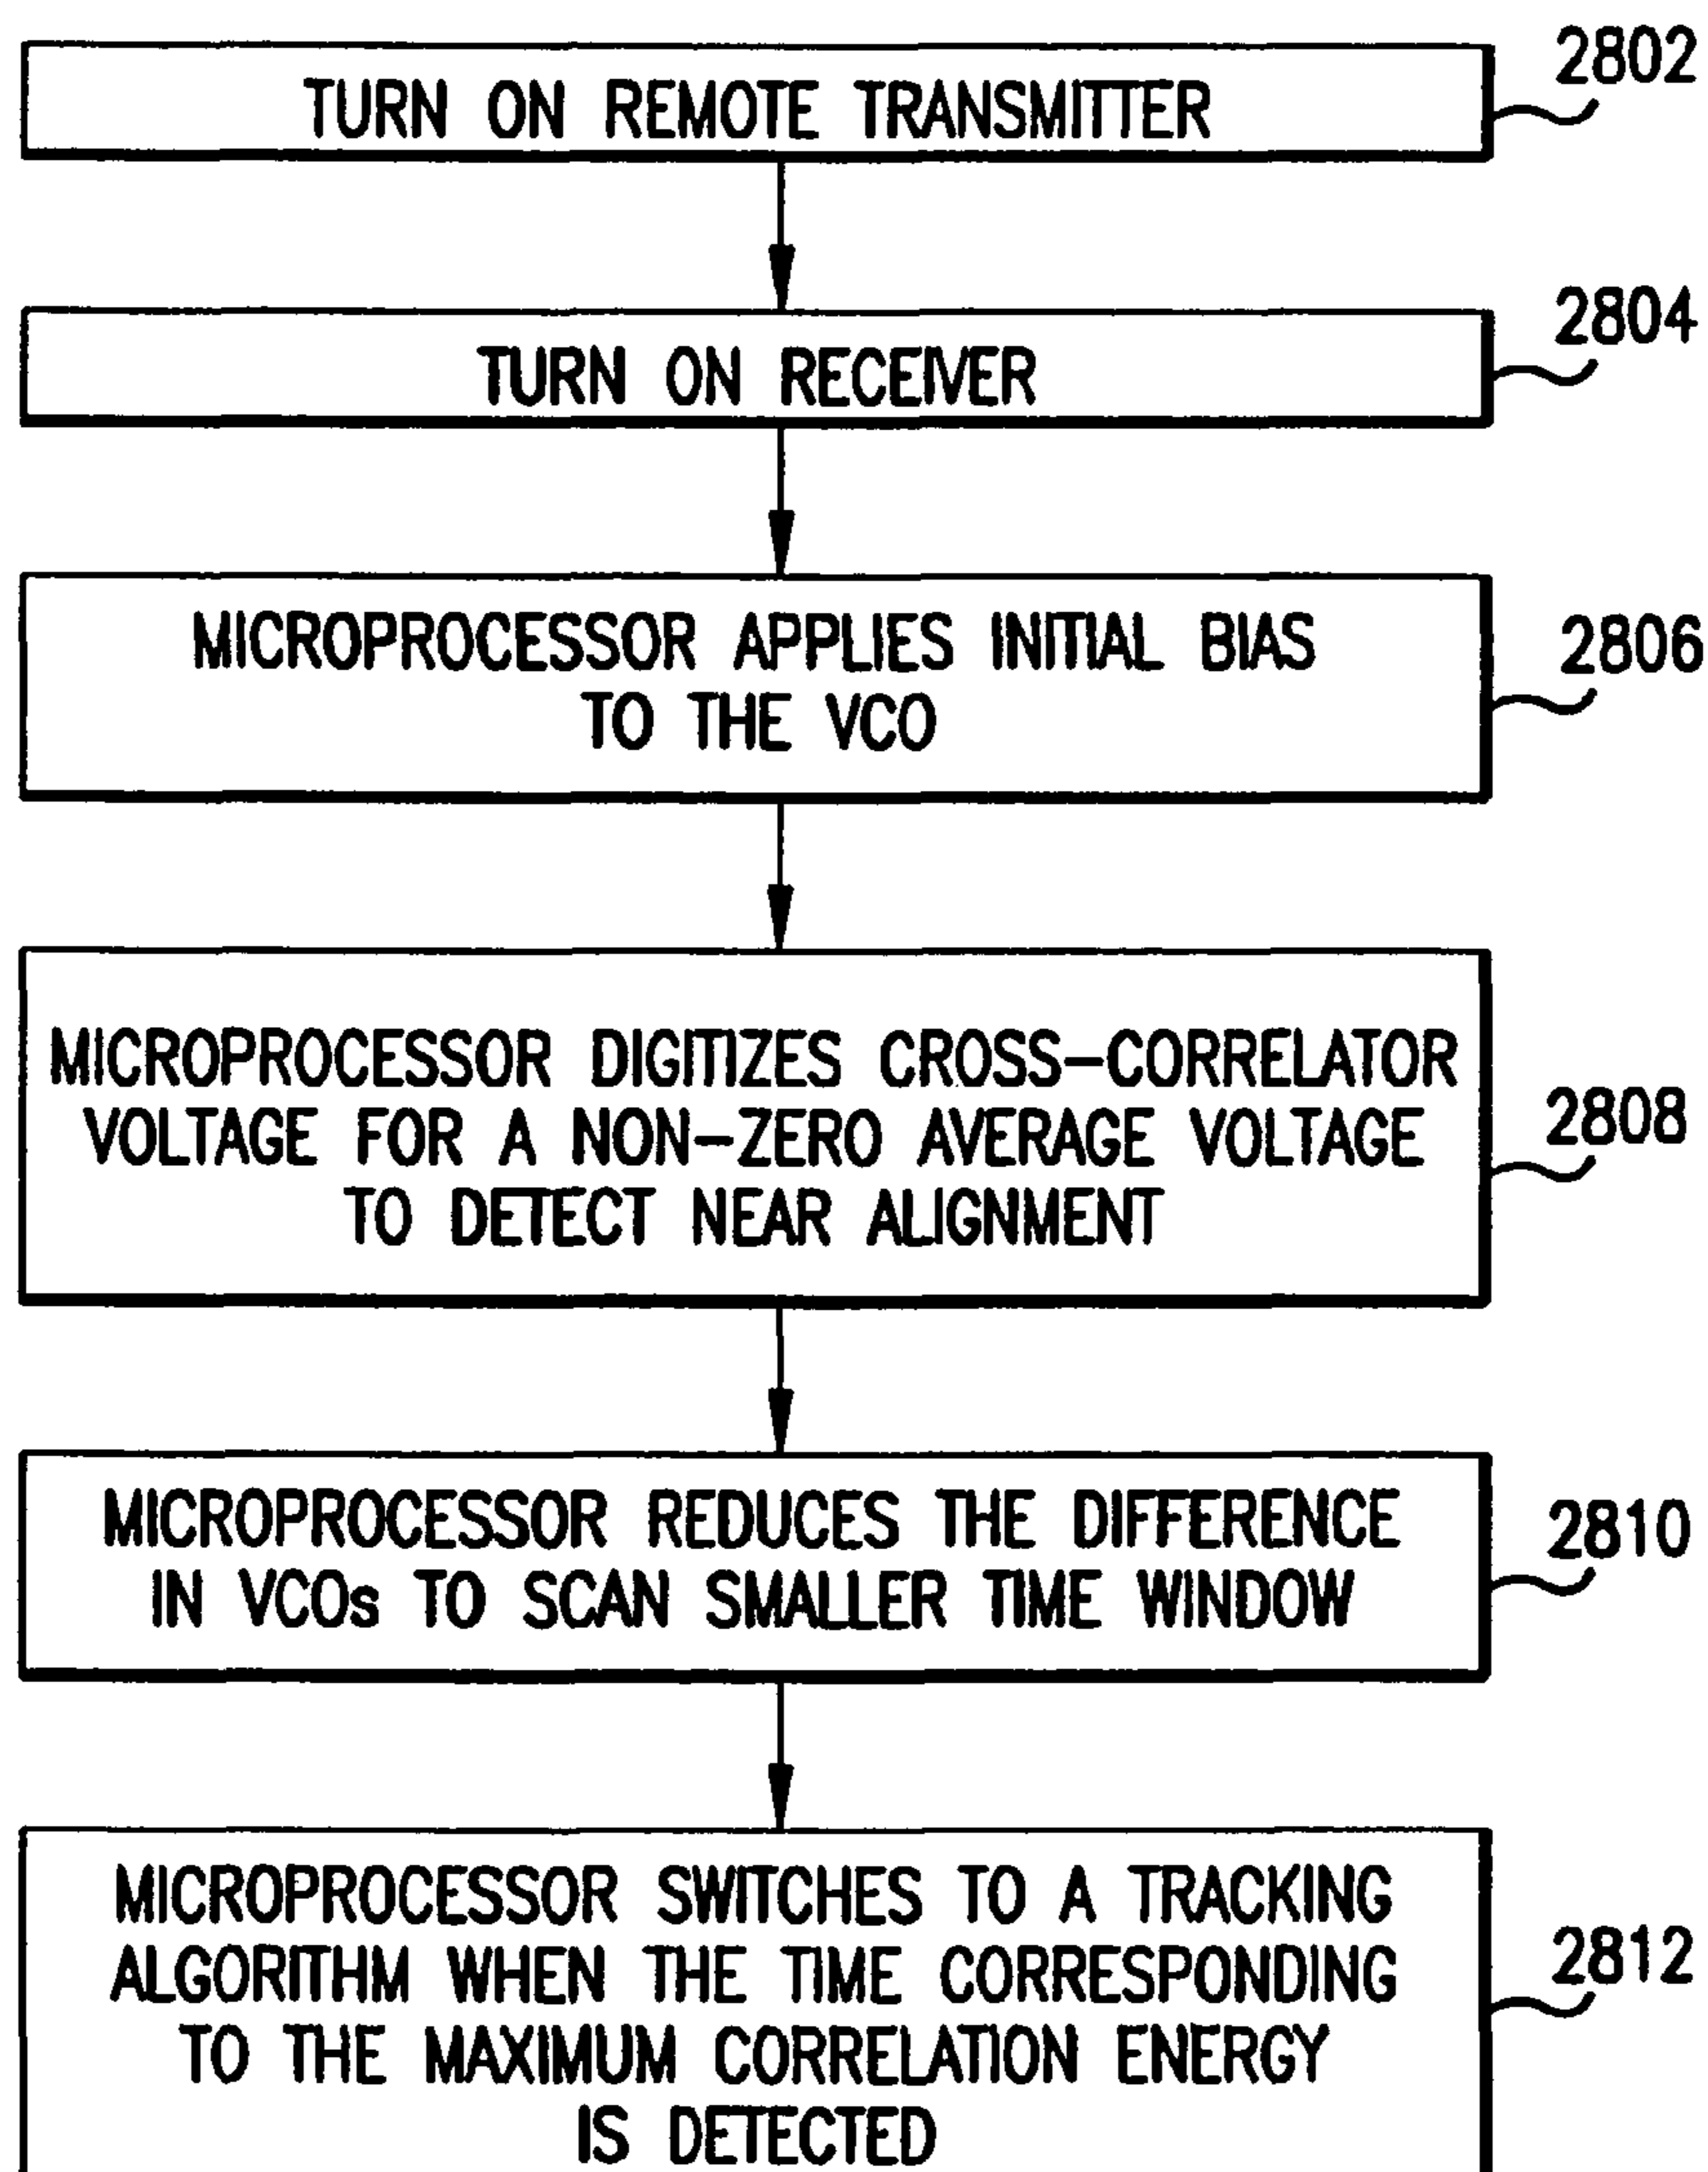 2802
TURN ON REMOTE TRANSMITTER
2804
TURN ON RECEIVER
MICROPROCESSOR APPLIES INITIAL BIAS
TO THE VCO
2806
MICROPROCESSOR DIGITIZES CROSS-CORRELATOR
VOLTAGE FOR A NON-ZERO AVERAGE VOLTAGE
TO DETECT NEAR ALIGNMENT
2808
MICROPROCESSOR REDUCES THE DIFFERENCE
IN VCOs TO SCAN SMALLER TIME WINDOW
2810
MICROPROCESSOR SWITCHES TO A TRACKING
ALGORITHM WHEN THE TIME CORRESPONDING
TO THE MAXIMUM CORRELATION ENERGY
IS DETECTED
2812